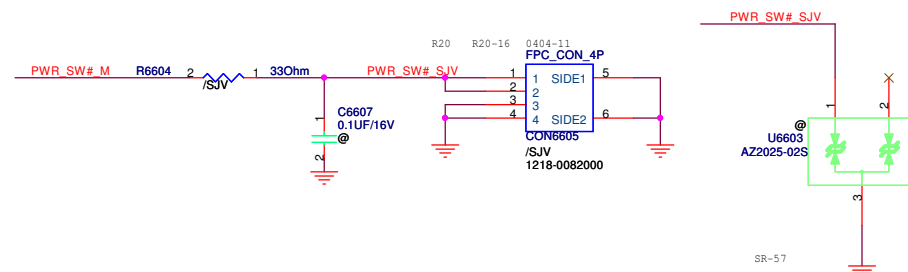 PWR_SW#_SJV
R20 R20-16 0404-11
FPC_CON_4P
PWR_SW#_M R6604 2 1 33Ohm PWR_SW#_SJV
/SJV
1 1 SIDE1 5
2 2
3 3
4 4 SIDE2 6
CON6605
/SJV
1218-0082000
1
C6607
0.1UF/16V
@
2
1 2
@
U6603
AZ2025-02S
3
SR-57